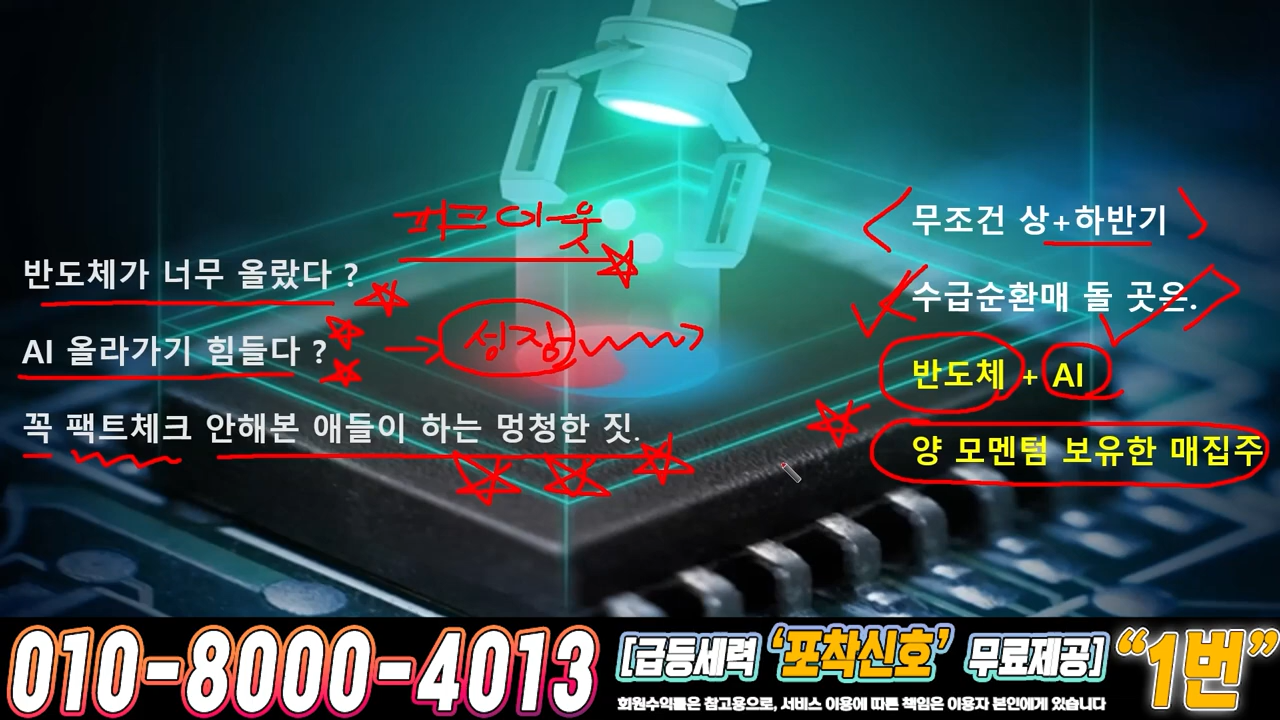 피크아웃
반도체가 너무 올랐다 ?
AI 올라가기 힘들다 ?
성장
꼭 팩트체크 안해본 애들이 하는 멍청한 짓.
무조건 상+하반기
수급순환매 돌 곳은.
반도체 + AI
양 모멘텀 보유한 매집주
010-8000-4013
[급등세력 ‘포착신호’ 무료제공] “1번”
회원수익률은 참고용으로, 서비스 이용에 따른 책임은 이용자 본인에게 있습니다